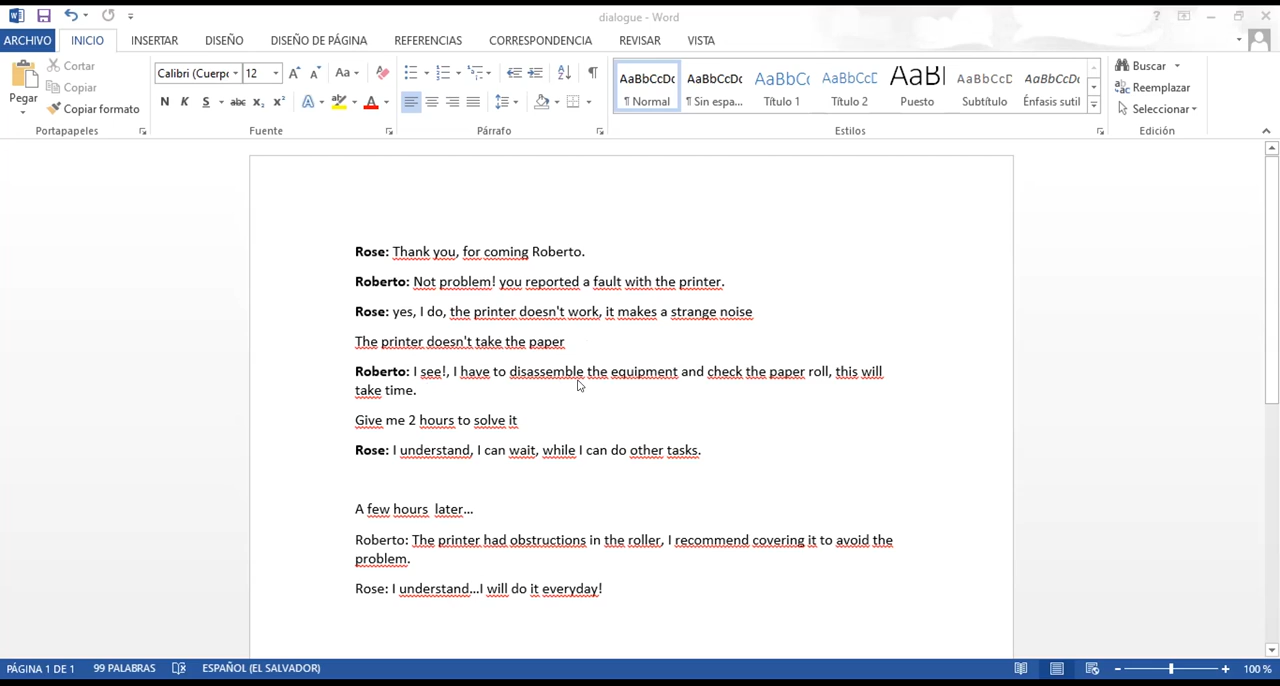 dialogue - Word
ARCHIVO INICIO INSERTAR DISEÑO DISEÑO DE PÁGINA REFERENCIAS CORRESPONDENCIA REVISAR VISTA
Pegar
Cortar
Copiar
Copiar formato
Portapapeles
Calibri (Cuerpo 12
Fuente
Párrafo
AaBbCcDc AaBbCcDc AaBbCc AaBbCcD AaBl AaBbCcD AaBbCcDc
¶ Normal ¶ Sin espa... Título 1 Título 2 Puesto Subtítulo Énfasis sutil
Estilos
Buscar
Reemplazar
Seleccionar
Edición
Rose: Thank you, for coming Roberto.
Roberto: Not problem! you reported a fault with the printer.
Rose: yes, I do, the printer doesn't work, it makes a strange noise
The printer doesn't take the paper
Roberto: I see!, I have to disassemble the equipment and check the paper roll, this will
take time.
Give me 2 hours to solve it
Rose: I understand, I can wait, while I can do other tasks.
A few hours later...
Roberto: The printer had obstructions in the roller, I recommend covering it to avoid the
problem.
Rose: I understand...I will do it everyday!
PÁGINA 1 DE 1 99 PALABRAS ESPAÑOL (EL SALVADOR) 100 %